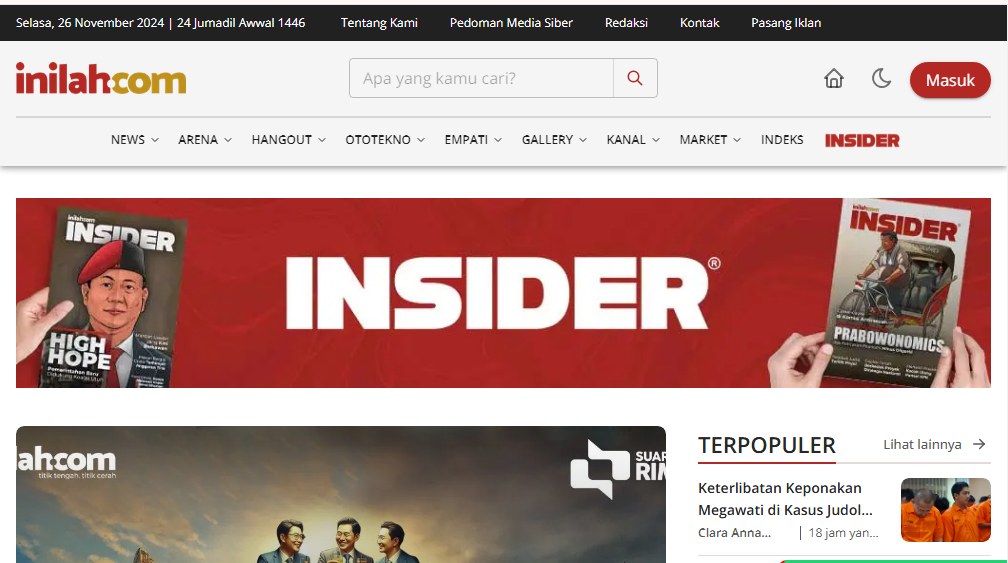 Selasa, 26 November 2024 | 24 Jumadil Awwal 1446 Tentang Kami Pedoman Media Siber Redaksi Kontak Pasang Iklan
inilah.com
Apa yang kamu cari?
Masuk
NEWS ARENA HANGOUT OTOTEKNO EMPATI GALLERY KANAL MARKET INDEKS INSIDER
inilah.com
INSIDER
HIGH
HOPE
Pemerintahan Baru
INSIDER®
inilah.com
INSIDER
PRABOWONOMICS
ah.com
titik tengah, titik cerah
SUAR
RIM
TERPOPULER
Lihat lainnya
Keterlibatan Keponakan
Megawati di Kasus Judol...
Clara Anna... | 18 jam yan...